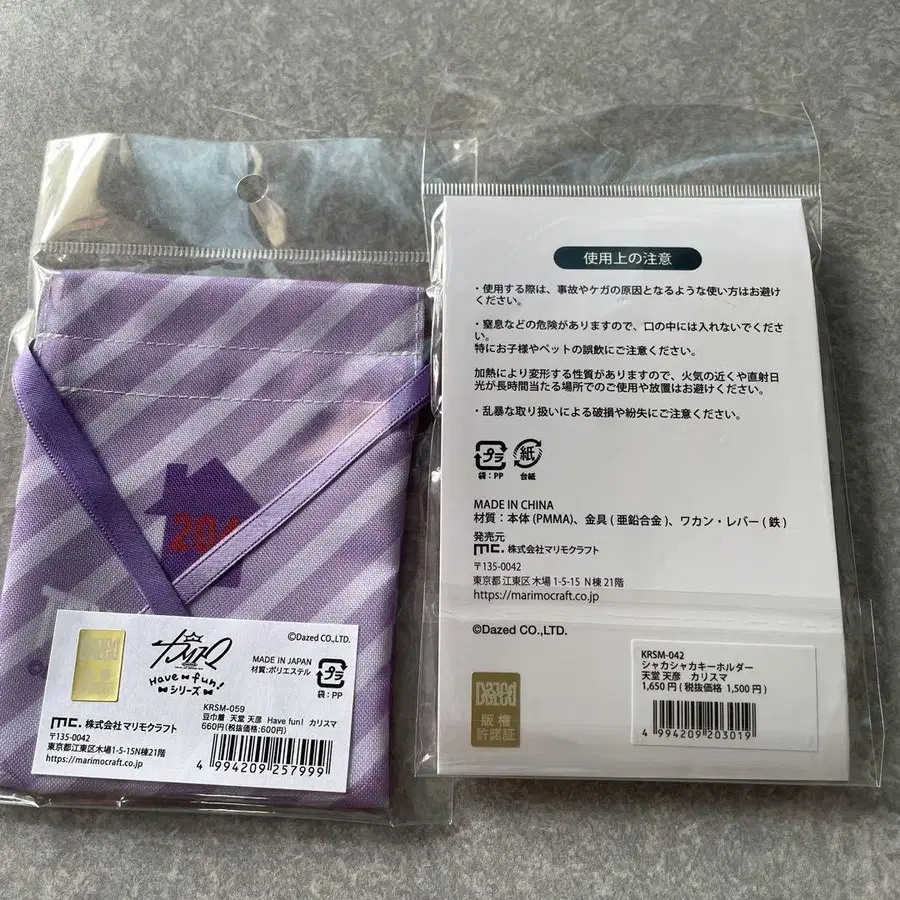 204
カリスマ
Have fun!
シリーズ
©Dazed CO.,LTD.
MADE IN JAPAN
材質:ポリエステル
プラ
袋:PP
mc. 株式会社マリモクラフト
〒135-0042
東京都江東区木場1-5-15N棟21階
https://marimocraft.co.jp
KRSM-059
豆巾着 天堂 天彦 Have fun! カリスマ
660円(税抜価格:600円)
4 994209 257999
使用上の注意
・使用する際は、事故やケガの原因となるような使い方はお避け
ください。
・窒息などの危険がありますので、口の中には入れないでくださ
い。
特にお子様やペットの誤飲にご注意ください。
加熱により変形する性質がありますので、火気の近くや直射日
光が長時間当たる場所でのご使用や放置はお避けください。
・乱暴な取り扱いによる破損や紛失にご注意ください。
プラ 紙
袋:PP 台紙
MADE IN CHINA
材質:本体 (PMMA)、金具 ( 亜鉛合金 )、ワカン・レバー ( 鉄 )
発売元
mc. 株式会社マリモクラフト
〒135-0042
東京都 江東区 木場 1-5-15 N棟 21階
https://marimocraft.co.jp
©Dazed CO.,LTD.
Dazed
版権
許諾証
KRSM-042
シャカシャカキーホルダー
天堂 天彦 カリスマ
1,650円 ( 税抜価格 1,500円 )
4 994209 203019